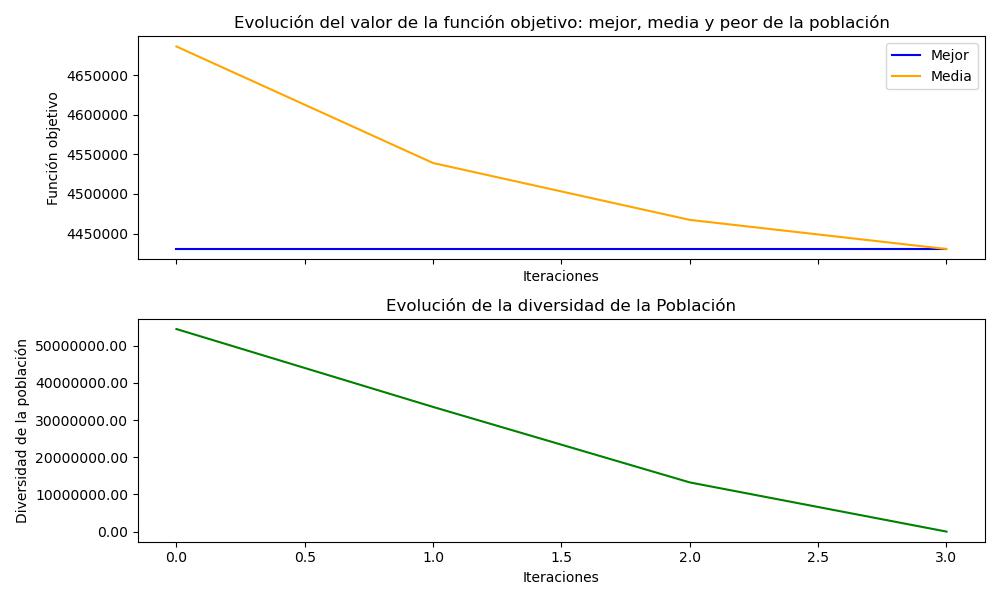 Evolución del valor de la función objetivo: mejor, media y peor de la población
Función objetivo
4650000
4600000
4550000
4500000
4450000
Mejor
Media
Iteraciones
Evolución de la diversidad de la Población
Diversidad de la población
50000000.00
40000000.00
30000000.00
20000000.00
10000000.00
0.00
0.0 0.5 1.0 1.5 2.0 2.5 3.0
Iteraciones